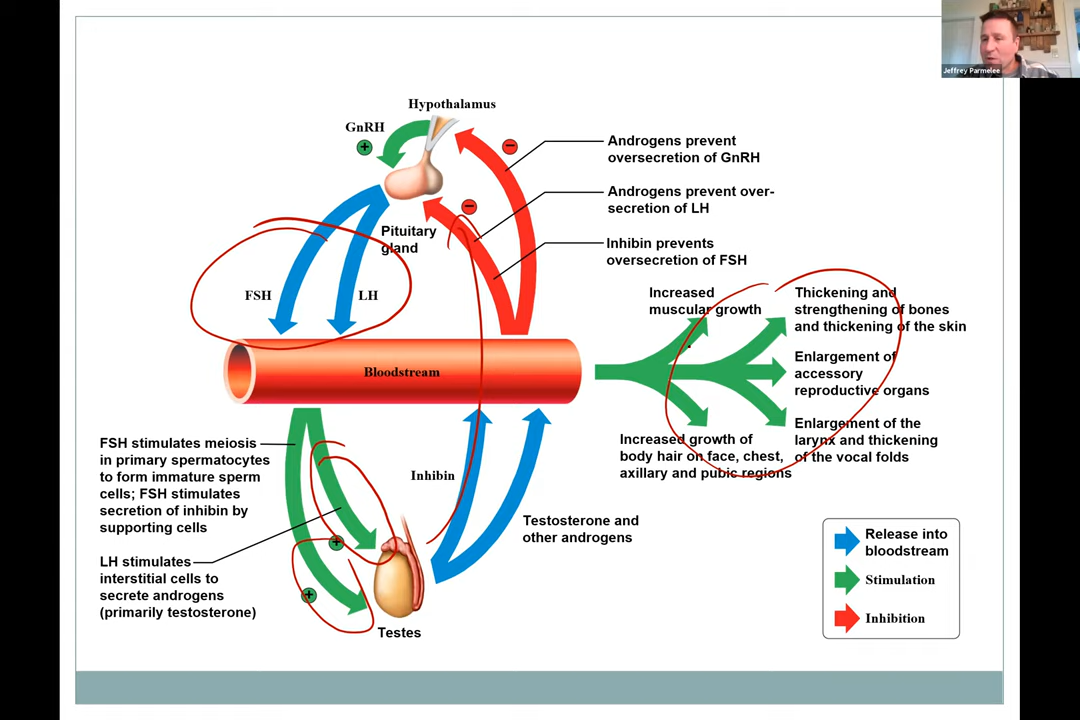 Jeffrey Parmelee
Hypothalamus
GnRH
+
−
Androgens prevent
oversecretion of GnRH
−
Androgens prevent over-
secretion of LH
Pituitary
gland
Inhibin prevents
oversecretion of FSH
FSH
LH
Increased
muscular growth
Thickening and
strengthening of bones
and thickening of the skin
Bloodstream
Enlargement of
accessory
reproductive organs
Increased growth of
body hair on face, chest,
axillary and pubic regions
Enlargement of the
larynx and thickening
of the vocal folds
FSH stimulates meiosis
in primary spermatocytes
to form immature sperm
cells; FSH stimulates
secretion of inhibin by
supporting cells
Inhibin
Testosterone and
other androgens
LH stimulates
interstitial cells to
secrete androgens
(primarily testosterone)
+
+
Testes
Release into
bloodstream
Stimulation
Inhibition